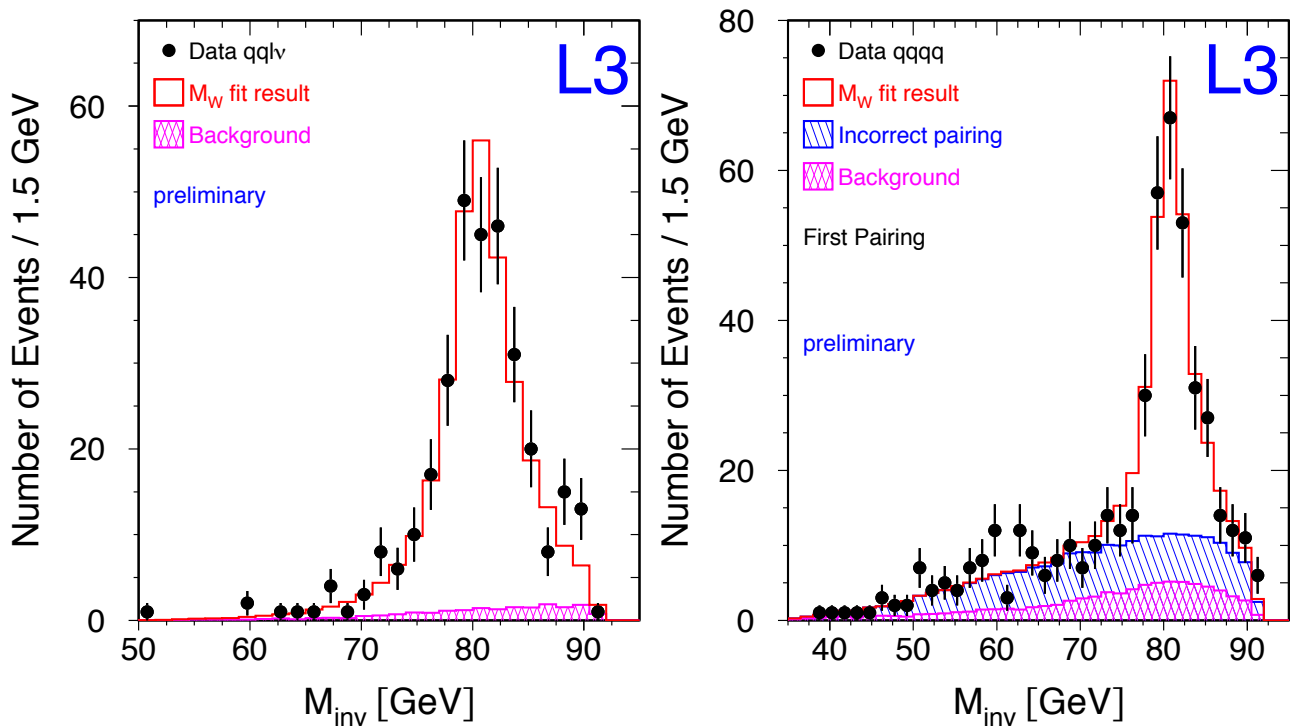 Number of Events / 1.5 GeV
60
40
20
0
Data qqlν
M_W fit result
Background
preliminary
L3
50 60 70 80 90
M_inv [GeV]
Number of Events / 1.5 GeV
80
60
40
20
0
Data qqqq
M_W fit result
Incorrect pairing
Background
First Pairing
preliminary
L3
40 50 60 70 80 90
M_inv [GeV]